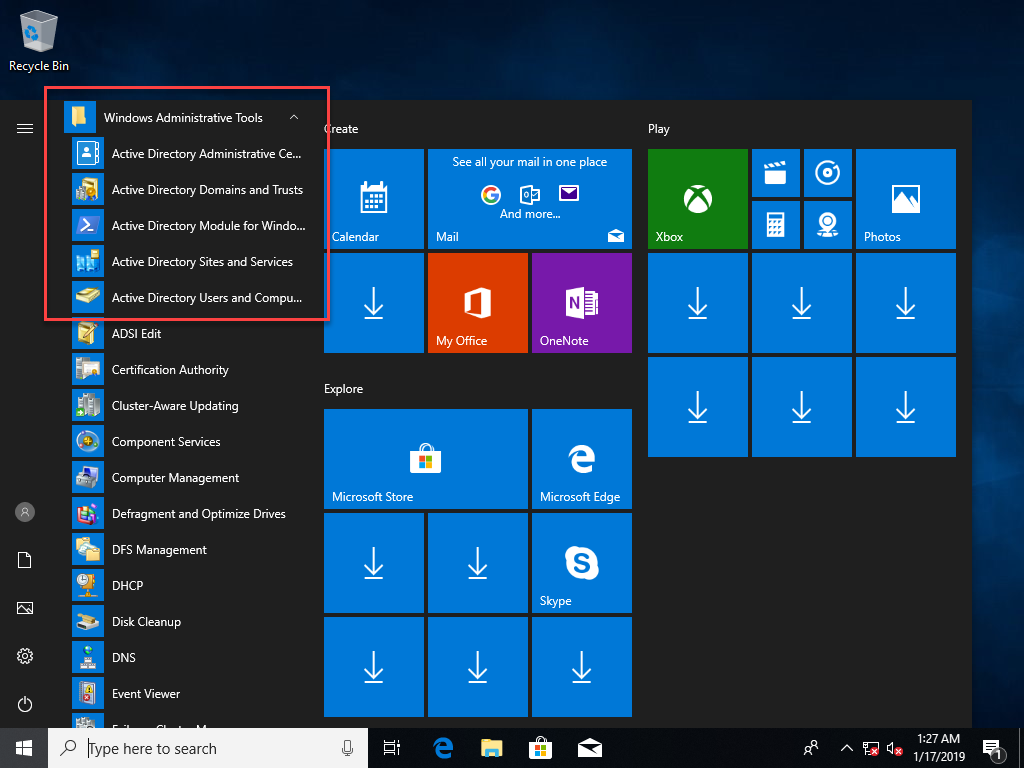 Recycle Bin
Windows Administrative Tools
Active Directory Administrative Ce...
Active Directory Domains and Trusts
Active Directory Module for Windo...
Active Directory Sites and Services
Active Directory Users and Compu...
ADSI Edit
Certification Authority
Cluster-Aware Updating
Component Services
Computer Management
Defragment and Optimize Drives
DFS Management
DHCP
Disk Cleanup
DNS
Event Viewer
Create
See all your mail in one place
And more...
Calendar
Mail
My Office
OneNote
Explore
Microsoft Store
Microsoft Edge
Skype
Play
Xbox
Photos
Type here to search
1:27 AM
1/17/2019
1